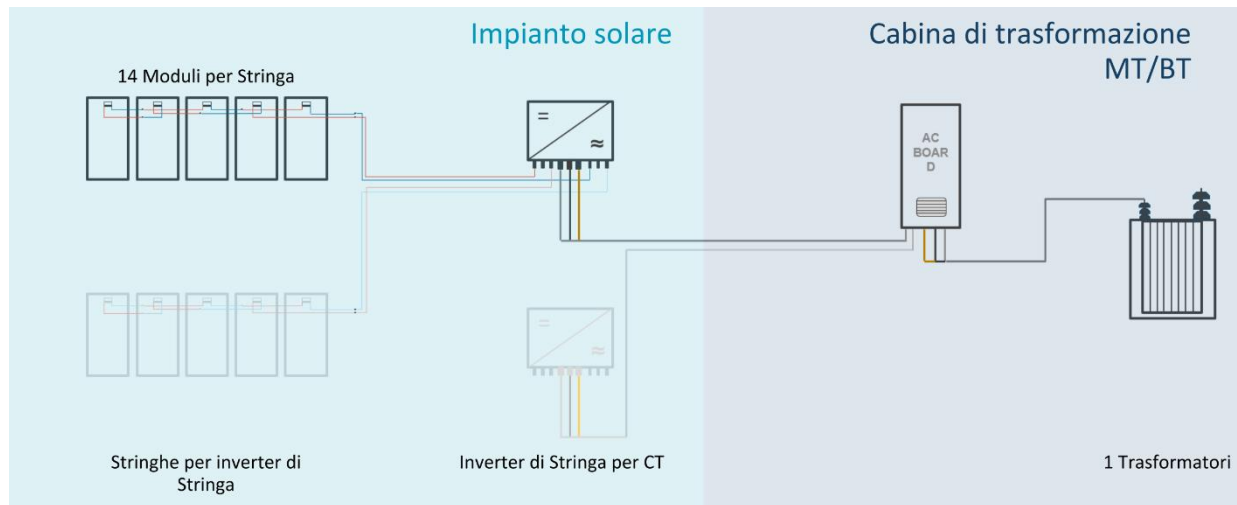 Impianto solare
Cabina di trasformazione
MT/BT
14 Moduli per Stringa
AC
BOAR
D
Stringhe per inverter di
Stringa
Inverter di Stringa per CT
1 Trasformatori